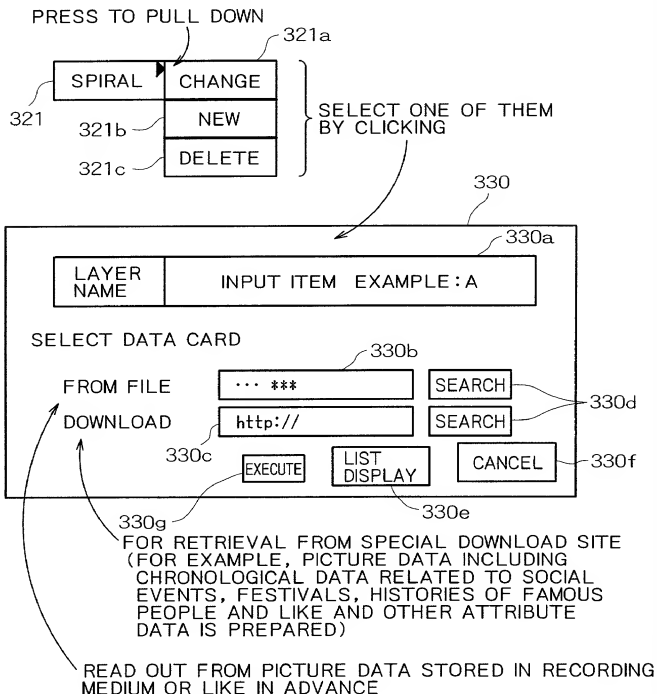 PRESS TO PULL DOWN
321a
SPIRAL CHANGE
321
321b NEW
321c DELETE
SELECT ONE OF THEM
BY CLICKING
330
330a
LAYER
NAME
INPUT ITEM EXAMPLE:A
SELECT DATA CARD
330b
FROM FILE ··· *** SEARCH
330d
DOWNLOAD http:// SEARCH
330c
EXECUTE
LIST
DISPLAY
CANCEL
330f
330g
330e
FOR RETRIEVAL FROM SPECIAL DOWNLOAD SITE
(FOR EXAMPLE, PICTURE DATA INCLUDING
CHRONOLOGICAL DATA RELATED TO SOCIAL
EVENTS, FESTIVALS, HISTORIES OF FAMOUS
PEOPLE AND LIKE AND OTHER ATTRIBUTE
DATA IS PREPARED)
READ OUT FROM PICTURE DATA STORED IN RECORDING
MEDIUM OR LIKE IN ADVANCE